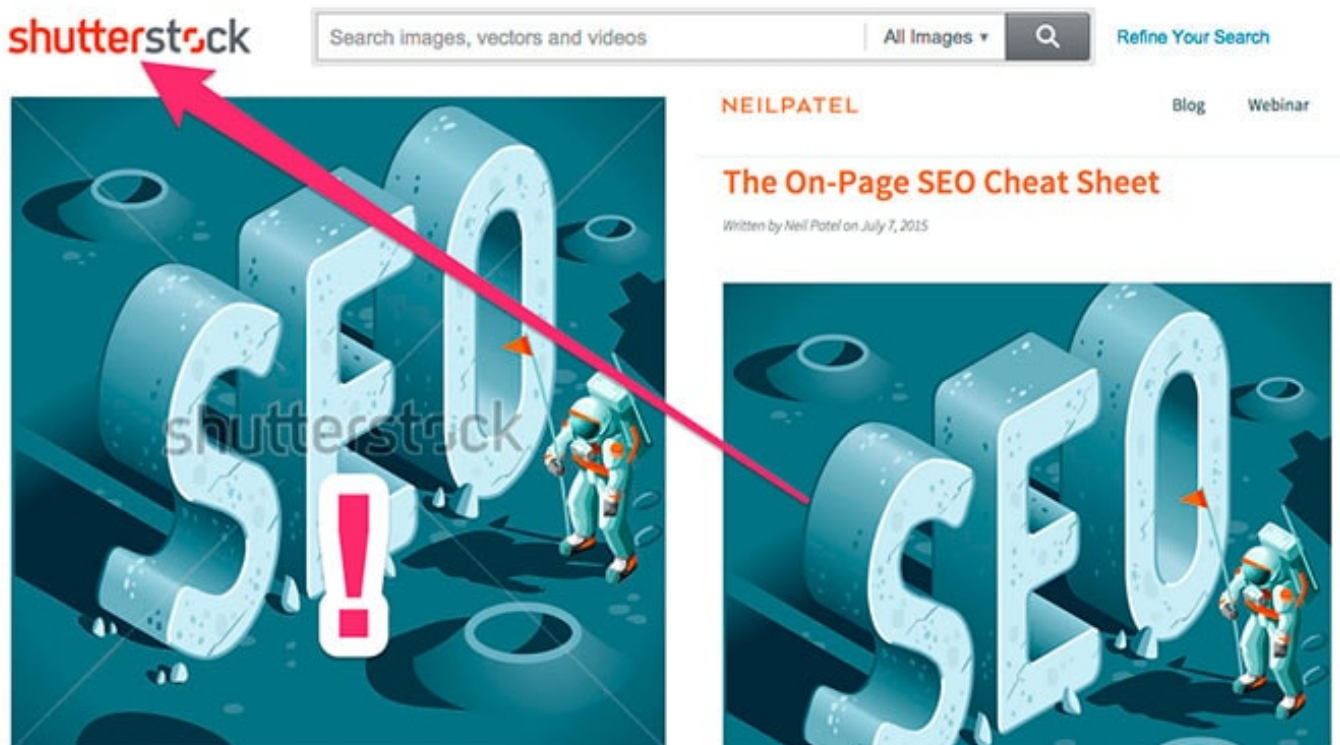 shutterstock
Search images, vectors and videos
All Images
Refine Your Search
SEO
shutterstock
!
NEILPATEL
Blog Webinar
The On-Page SEO Cheat Sheet
Written by Neil Patel on July 7, 2015
SEO